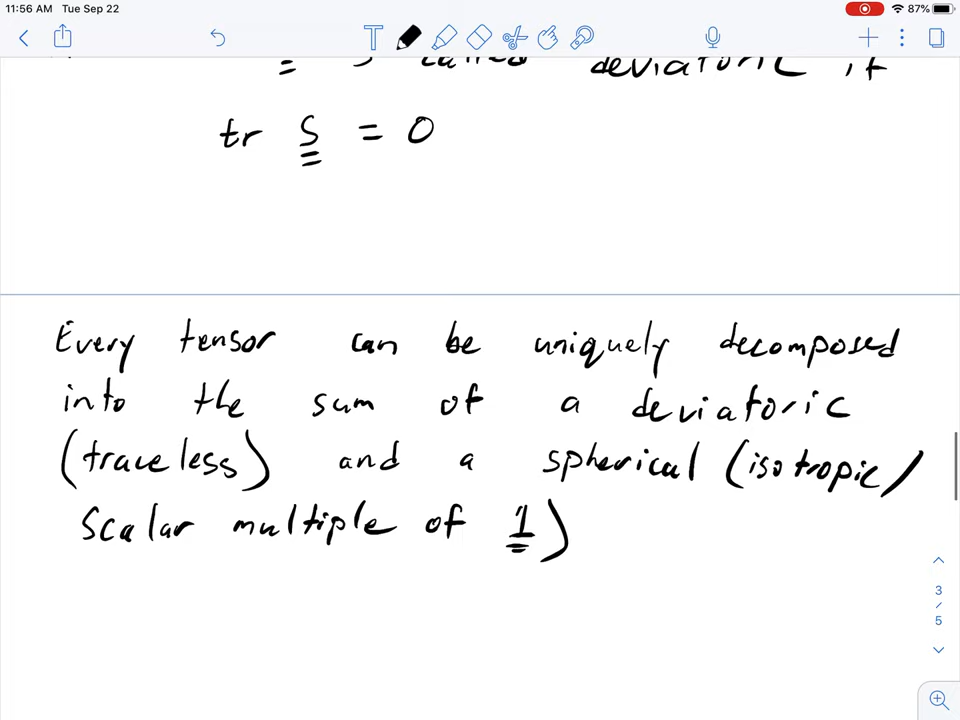 11:56 AM Tue Sep 22
87%
T
called deviatoric if
tr S = 0
Every tensor can be uniquely decomposed
into the sum of a deviatoric
(traceless) and a spherical (isotropic/
scalar multiple of 1)
3
/
5